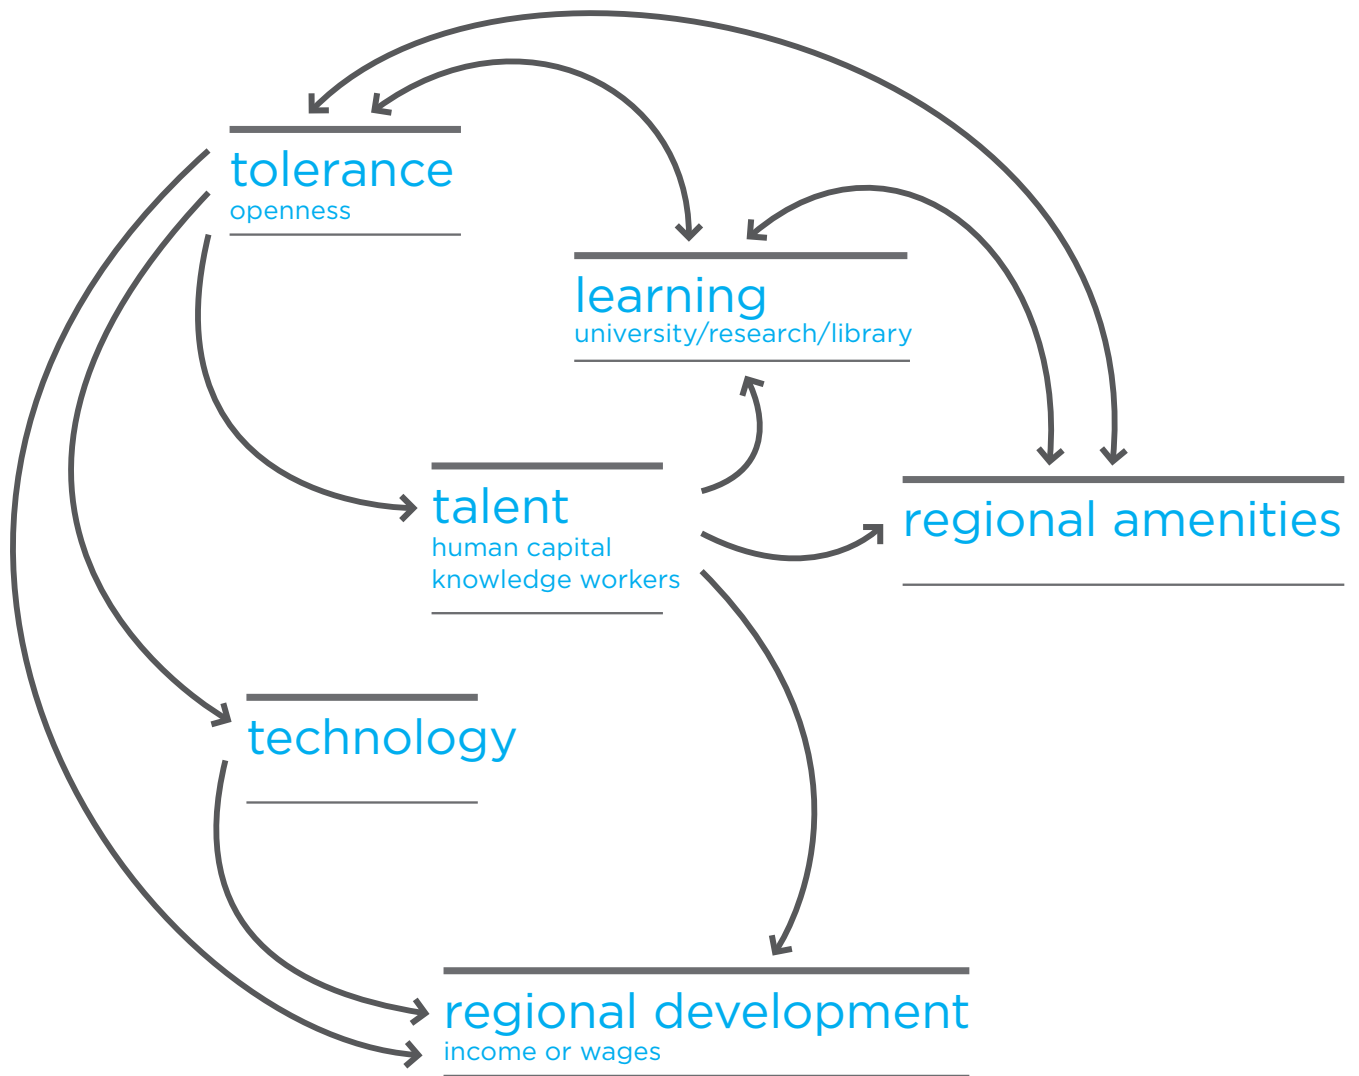 tolerance
openness
learning
university/research/library
talent
human capital
knowledge workers
regional amenities
technology
regional development
income or wages